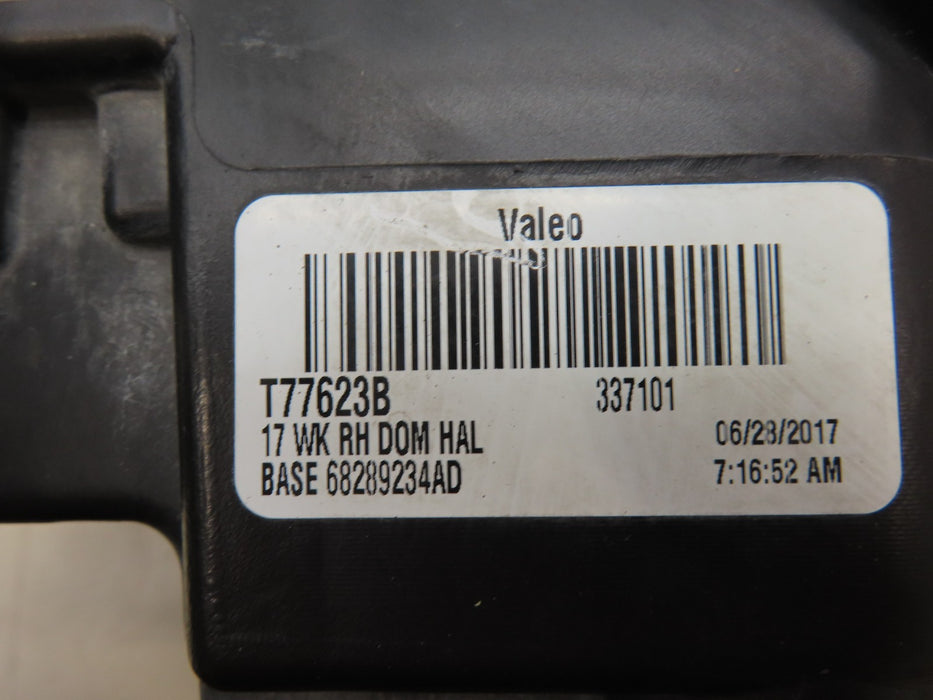 Valeo
T77623B 337101
17 WK RH DOM HAL 06/28/2017
BASE 68289234AD 7:16:52 AM